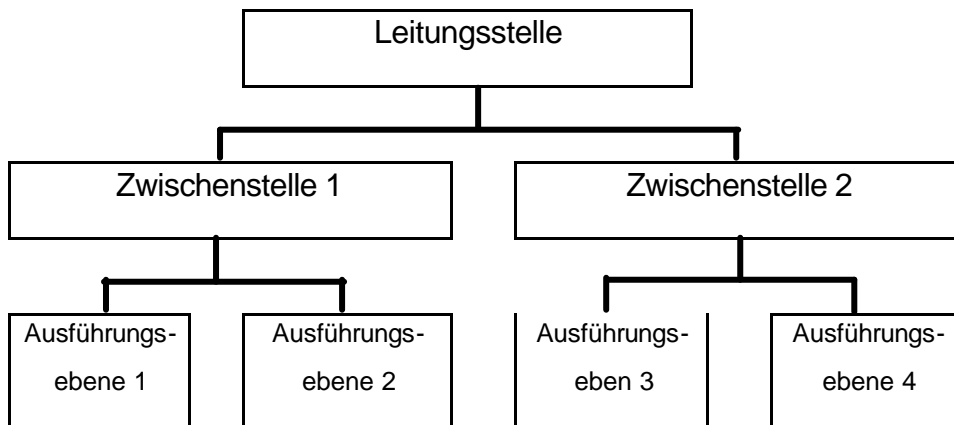 Leitungsstelle
Zwischenstelle 1
Zwischenstelle 2
Ausführungs-
ebene 1
Ausführungs-
ebene 2
Ausführungs-
eben 3
Ausführungs-
ebene 4